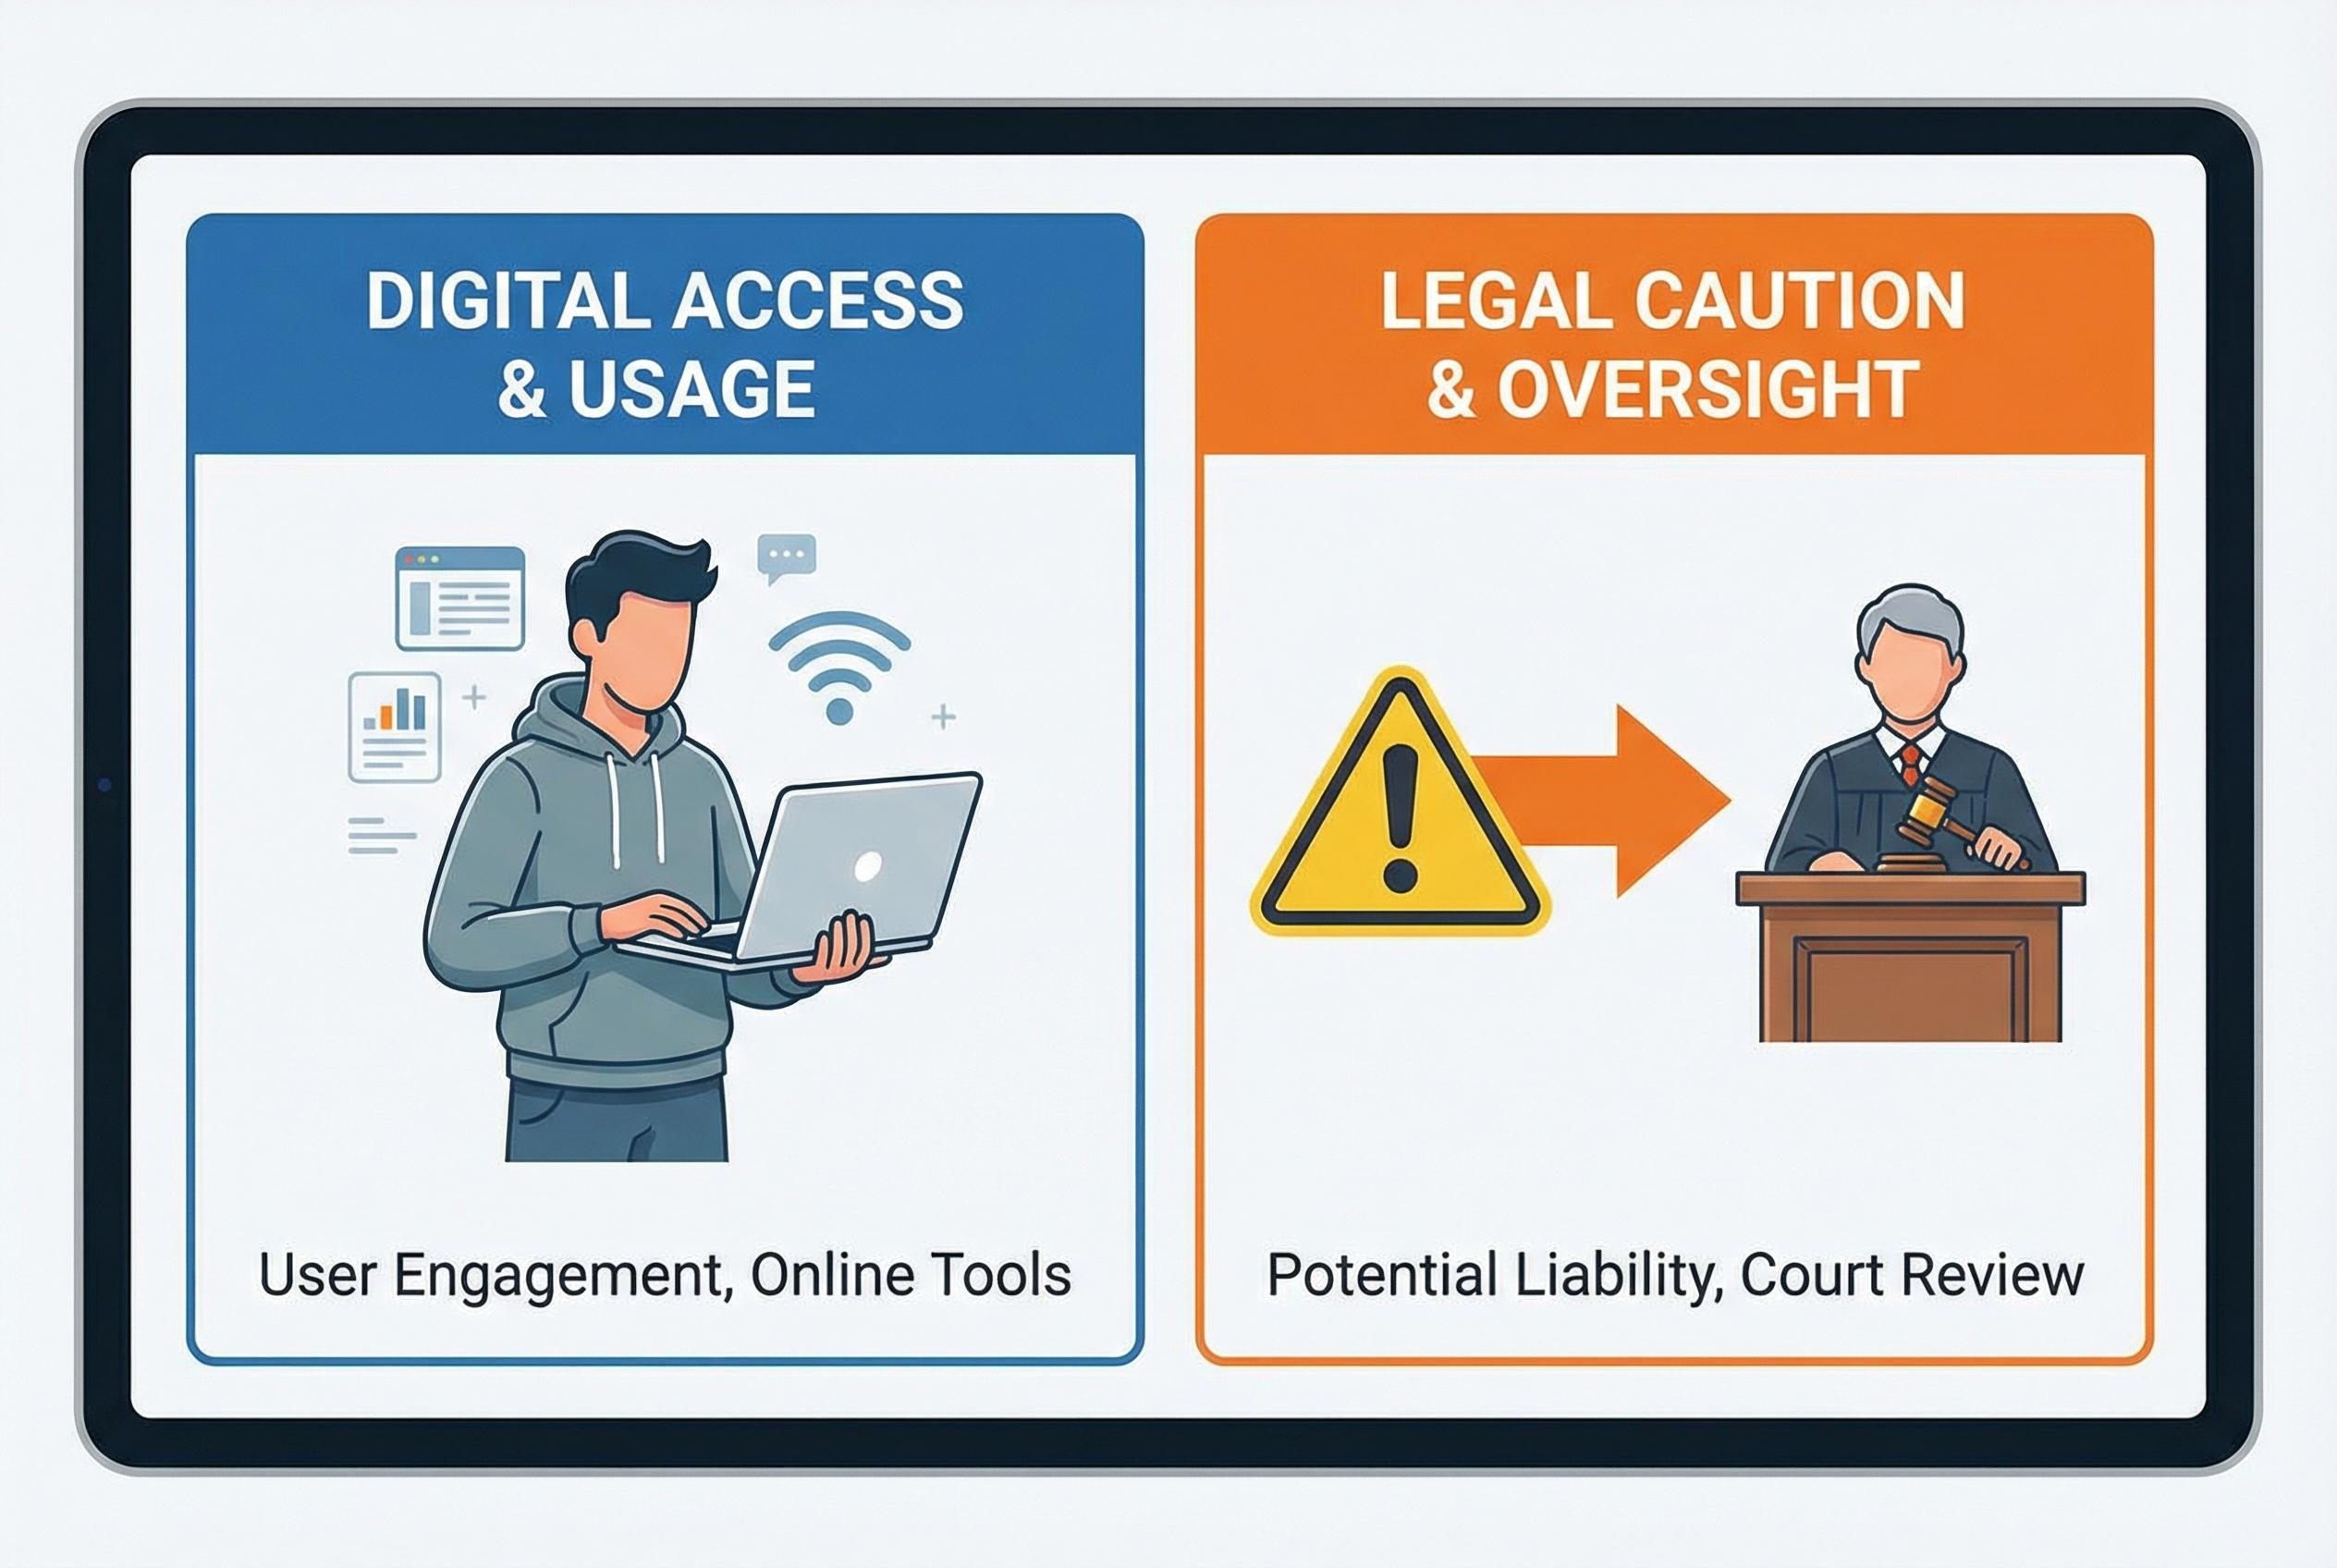 DIGITAL ACCESS
& USAGE
User Engagement, Online Tools
LEGAL CAUTION
& OVERSIGHT
Potential Liability, Court Review